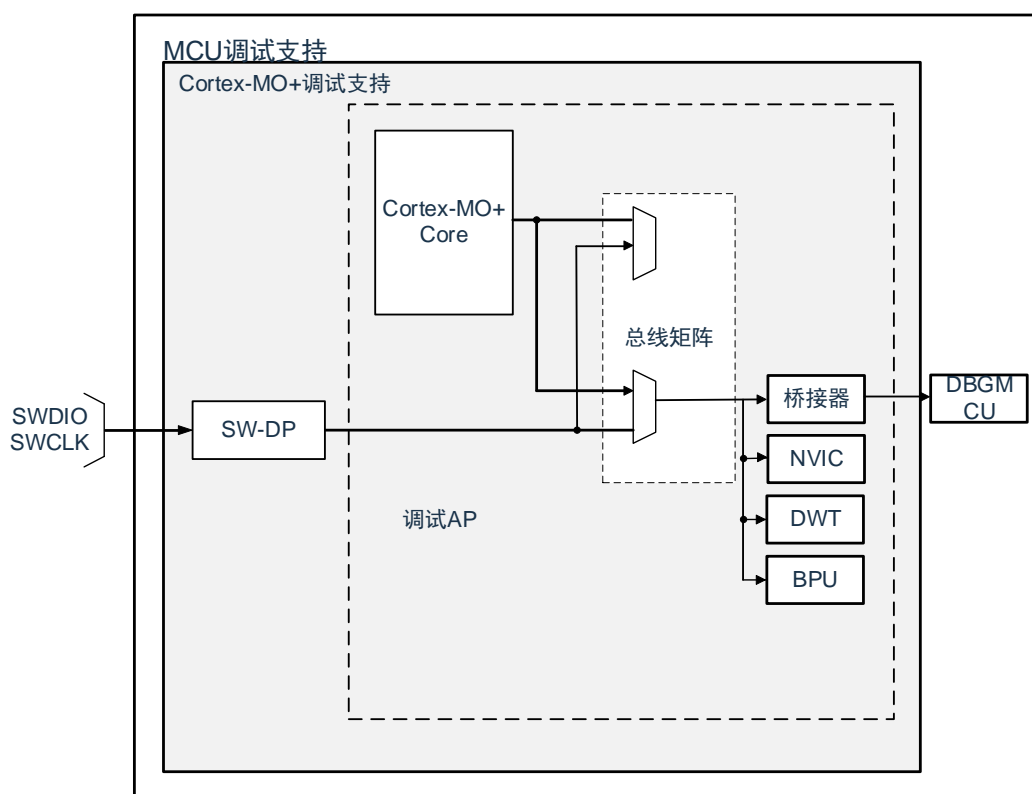 MCU调试支持
Cortex-MO+调试支持
Cortex-MO+
Core
总线矩阵
SWDIO
SWCLK
SW-DP
桥接器
DBGM
CU
NVIC
调试AP
DWT
BPU